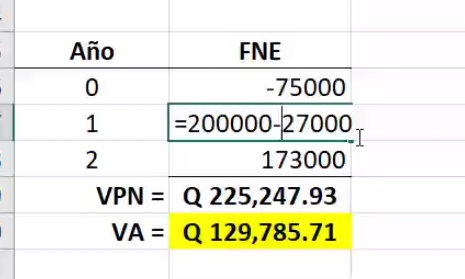 Año FNE
0 -75000
1 =200000-27000
2 173000
VPN = Q 225,247.93
VA = Q 129,785.71